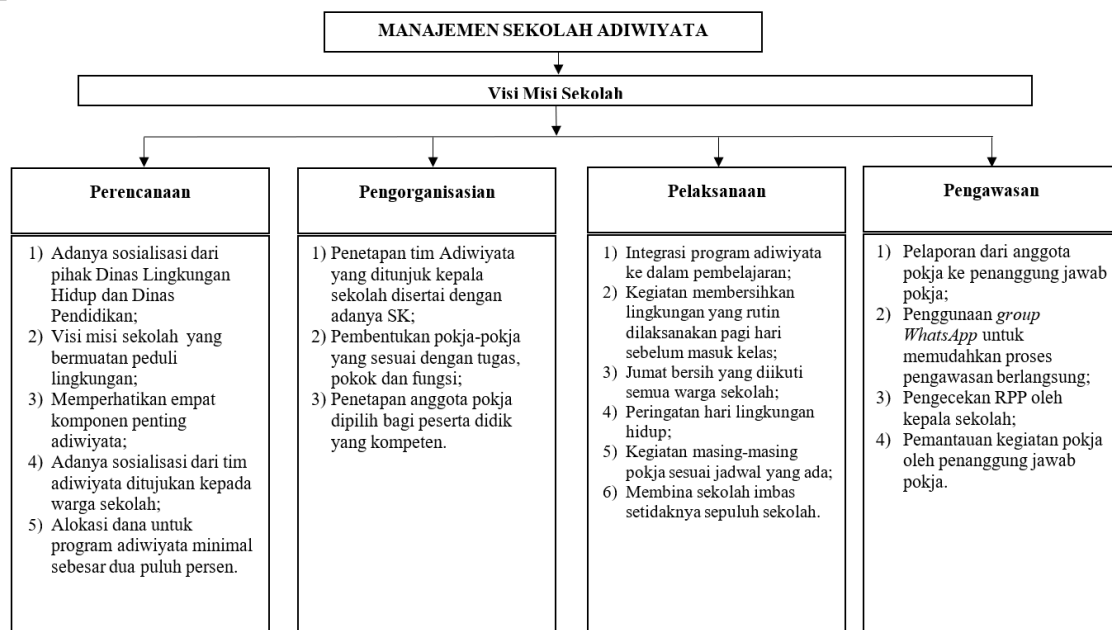 MANAJEMEN SEKOLAH ADIWIYATA
Visi Misi Sekolah
Perencanaan
1) Adanya sosialisasi dari
pihak Dinas Lingkungan
Hidup dan Dinas
Pendidikan;
2) Visi misi sekolah yang
bermuatan peduli
lingkungan;
3) Memperhatikan empat
komponen penting
adiwiyata;
4) Adanya sosialisasi dari tim
adiwiyata ditujukan kepada
warga sekolah;
5) Alokasi dana untuk
program adiwiyata minimal
sebesar dua puluh persen.
Pengorganisasian
1) Penetapan tim Adiwiyata
yang ditunjuk kepala
sekolah disertai dengan
adanya SK;
2) Pembentukan pokja-pokja
yang sesuai dengan tugas,
pokok dan fungsi;
3) Penetapan anggota pokja
dipilih bagi peserta didik
yang kompeten.
Pelaksanaan
1) Integrasi program adiwiyata
ke dalam pembelajaran;
2) Kegiatan membersihkan
lingkungan yang rutin
dilaksanakan pagi hari
sebelum masuk kelas;
3) Jumat bersih yang diikuti
semua warga sekolah;
4) Peringatan hari lingkungan
hidup;
5) Kegiatan masing-masing
pokja sesuai jadwal yang ada;
6) Membina sekolah imbas
setidaknya sepuluh sekolah.
Pengawasan
1) Pelaporan dari anggota
pokja ke penanggung jawab
pokja;
2) Penggunaan group
WhatsApp untuk
memudahkan proses
pengawasan berlangsung;
3) Pengecekan RPP oleh
kepala sekolah;
4) Pemantauan kegiatan pokja
oleh penanggung jawab
pokja.